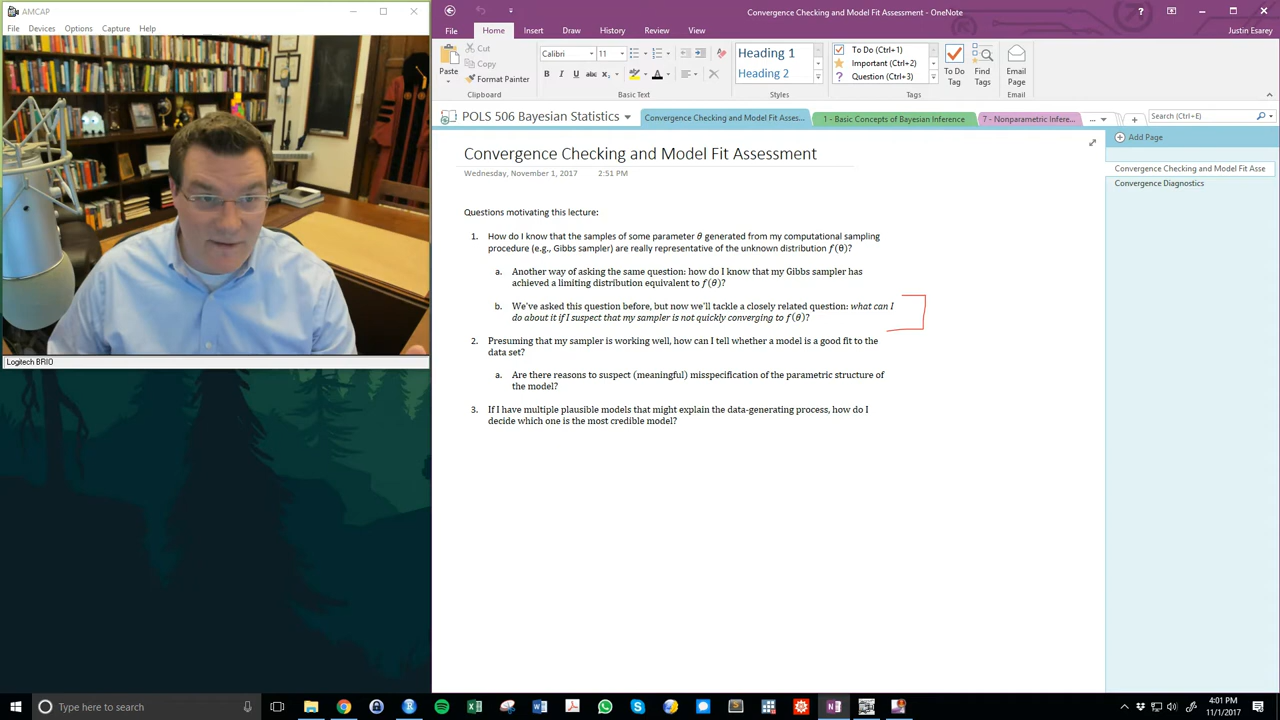 AMCAP
File Devices Options Capture Help
Logitech BRIO
Convergence Checking and Model Fit Assessment - OneNote
Justin Esarey
File Home Insert Draw History Review View
Paste
Cut
Copy
Format Painter
Clipboard
Calibri 11
Basic Text
Heading 1
Heading 2
Styles
To Do (Ctrl+1)
Important (Ctrl+2)
Question (Ctrl+3)
To Do Tag
Find Tags
Tags
Email Page
Email
POLS 506 Bayesian Statistics
Convergence Checking and Model Fit Asses...
1 - Basic Concepts of Bayesian Inference
7 - Nonparametric Infere...
...
Search (Ctrl+E)
Add Page
Convergence Checking and Model Fit Asse
Convergence Diagnostics
Convergence Checking and Model Fit Assessment
Wednesday, November 1, 2017 2:51 PM
Questions motivating this lecture:
1. How do I know that the samples of some parameter θ generated from my computational sampling
procedure (e.g., Gibbs sampler) are really representative of the unknown distribution f(θ)?
a. Another way of asking the same question: how do I know that my Gibbs sampler has
achieved a limiting distribution equivalent to f(θ)?
b. We've asked this question before, but now we'll tackle a closely related question: what can I
do about it if I suspect that my sampler is not quickly converging to f(θ)?
2. Presuming that my sampler is working well, how can I tell whether a model is a good fit to the
data set?
a. Are there reasons to suspect (meaningful) misspecification of the parametric structure of
the model?
3. If I have multiple plausible models that might explain the data-generating process, how do I
decide which one is the most credible model?
Type here to search
4:01 PM
11/1/2017